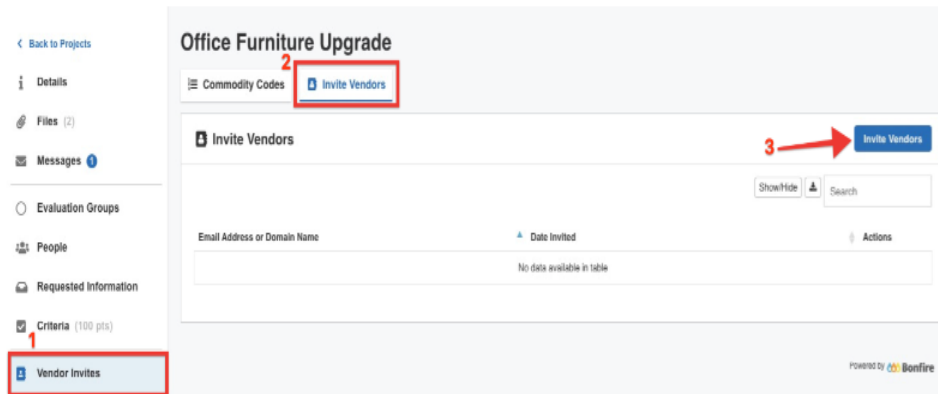 Back to Projects
Details
Files (2)
Messages 1
Evaluation Groups
People
Requested Information
Criteria (100 pts)
1
Vendor Invites
Office Furniture Upgrade
2
Commodity Codes
Invite Vendors
Invite Vendors
3
Invite Vendors
Show/Hide
Search
Email Address or Domain Name
Date Invited
Actions
No data available in table
Powered by Bonfire